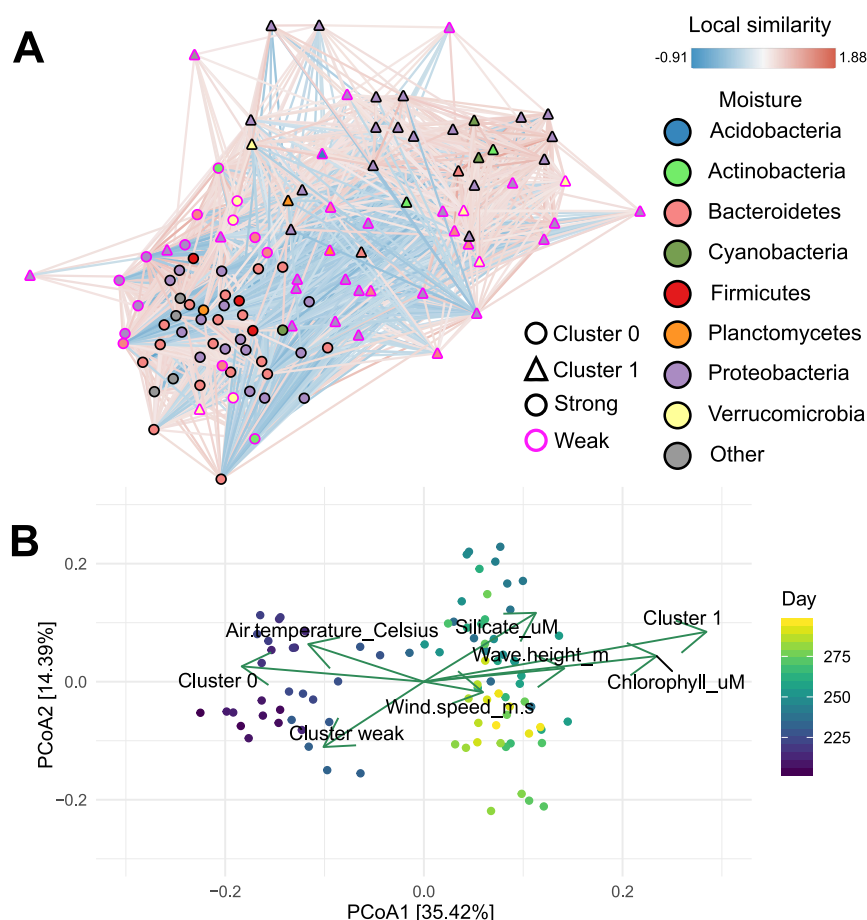 A
Local similarity
-0.91
1.88
Moisture
Acidobacteria
Actinobacteria
Bacteroidetes
Cyanobacteria
Firmicutes
Planctomycetes
Proteobacteria
Verrucomicrobia
Other
Cluster 0
Cluster 1
Strong
Weak
B
PCoA2 [14.39%]
0.2
0.0
−0.2
Air.temperature_Celsius
Silicate_uM
Cluster 1
Wave.height_m
Cluster 0
Chlorophyll_uM
Wind.speed_m.s
Cluster weak
Day
275
250
225
−0.2
0.0
0.2
PCoA1 [35.42%]